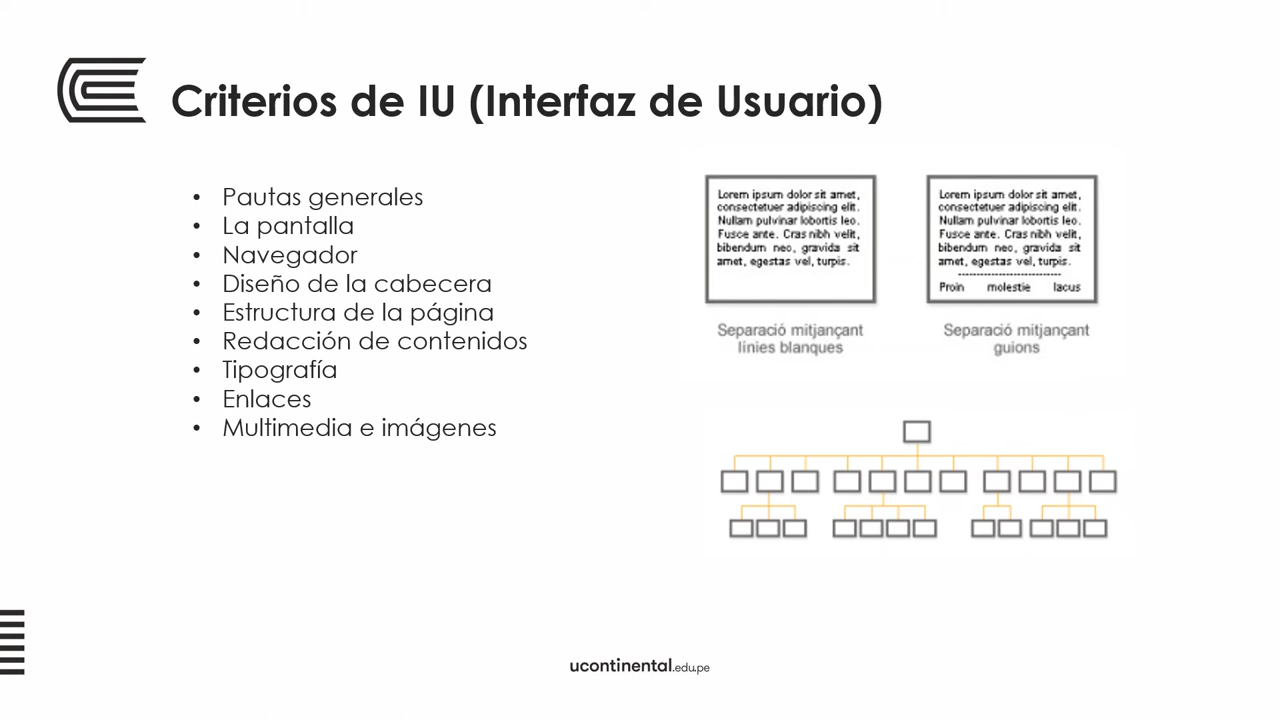 Criterios de IU (Interfaz de Usuario)
• Pautas generales
• La pantalla
• Navegador
• Diseño de la cabecera
• Estructura de la página
• Redacción de contenidos
• Tipografía
• Enlaces
• Multimedia e imágenes
Lorem ipsum dolor sit amet,
consectetuer adipiscing elit.
Nullam pulvinar lobortis leo.
Fusce ante. Cras nibh velit,
bibendum nec, gravida sit
amet, egestas vel, turpis.
Separació mitjançant
línies blanques
Lorem ipsum dolor sit amet,
consectetuer adipiscing elit.
Nullam pulvinar lobortis leo.
Fusce ante. Cras nibh velit,
bibendum nec, gravida sit
amet, egestas vel, turpis.
----------------------------
Proin molestie lacus
Separació mitjançant
guions
ucontinental.edu.pe